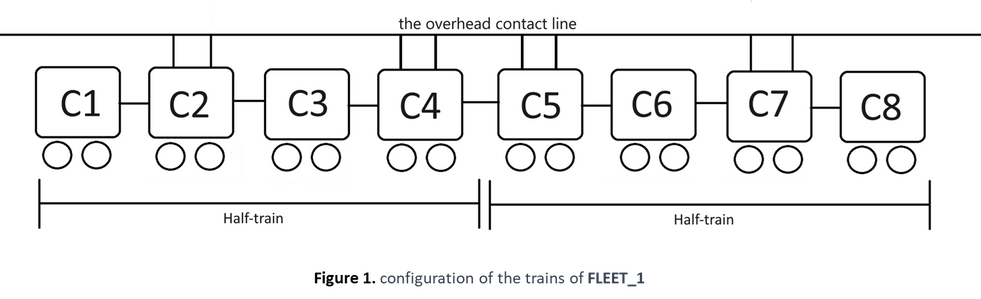 the overhead contact line
C1 C2 C3 C4 C5 C6 C7 C8
Half-train Half-train
Figure 1. configuration of the trains of FLEET_1